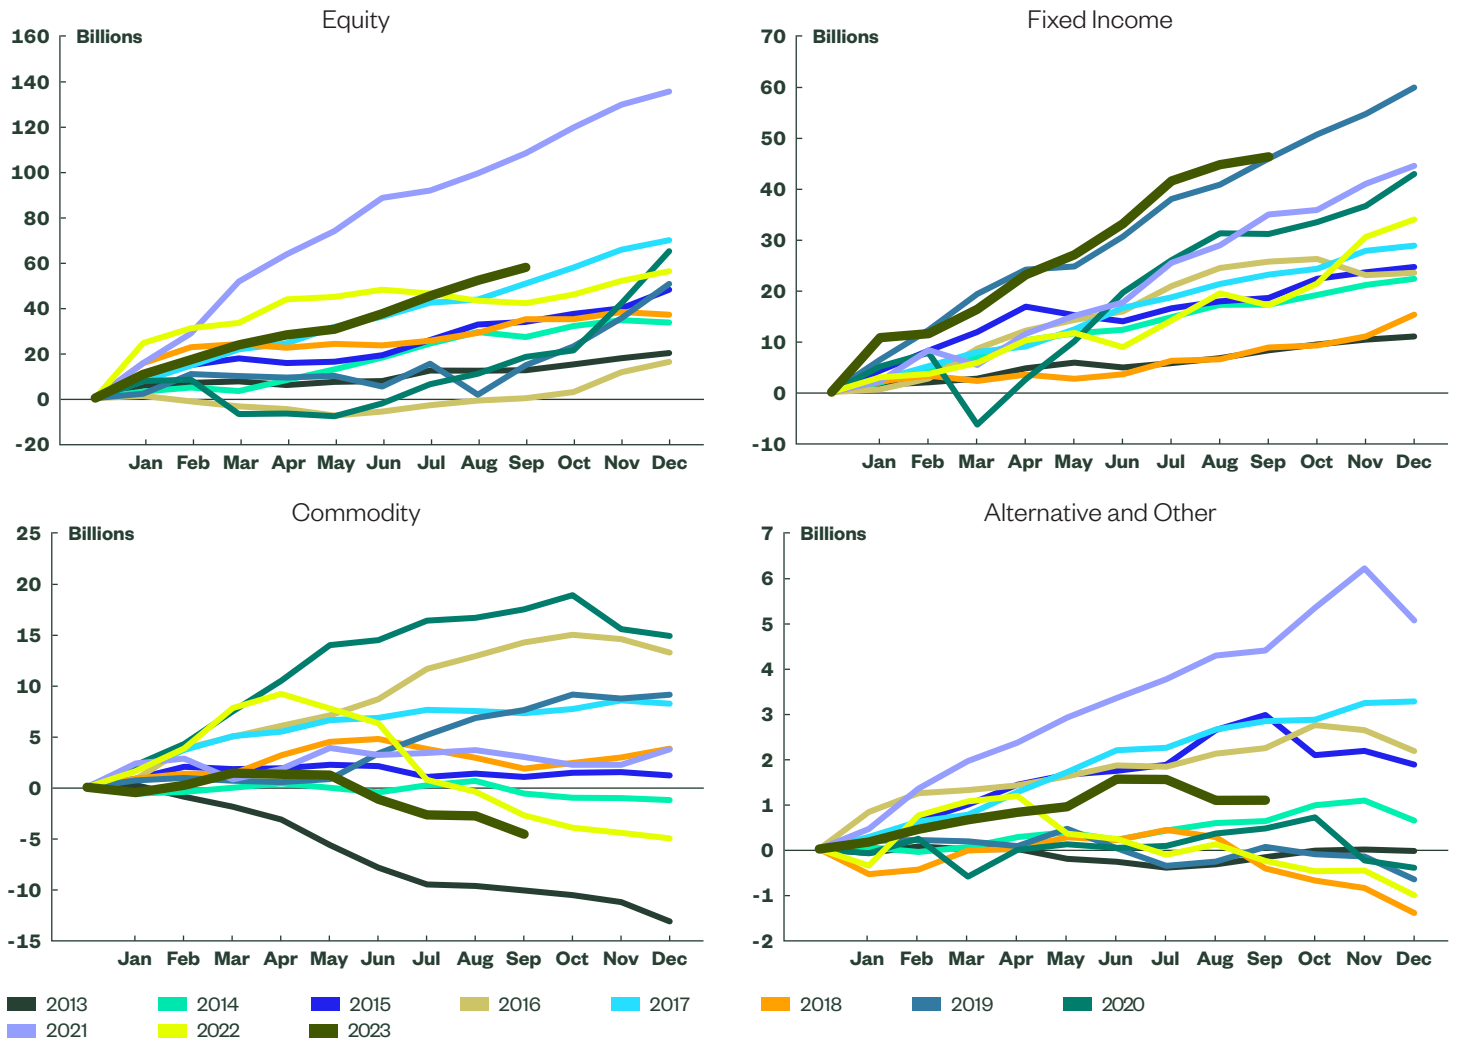 Equity
Billions
160
140
120
100
80
60
40
20
0
-20
Jan Feb Mar Apr May Jun Jul Aug Sep Oct Nov Dec
Fixed Income
Billions
70
60
50
40
30
20
10
0
-10
Jan Feb Mar Apr May Jun Jul Aug Sep Oct Nov Dec
Commodity
Billions
25
20
15
10
5
0
-5
-10
-15
Jan Feb Mar Apr May Jun Jul Aug Sep Oct Nov Dec
Alternative and Other
Billions
7
6
5
4
3
2
1
0
-1
-2
Jan Feb Mar Apr May Jun Jul Aug Sep Oct Nov Dec
2013 2014 2015 2016 2017 2018 2019 2020
2021 2022 2023